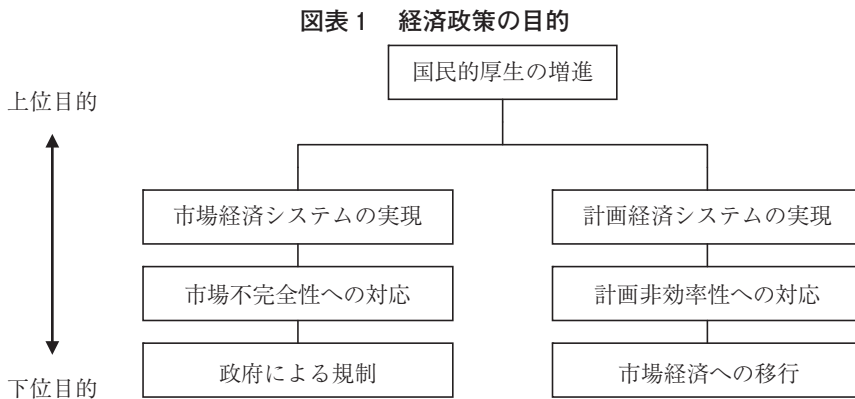 図表1 経済政策の目的
国民的厚生の増進
上位目的
市場経済システムの実現 計画経済システムの実現
市場不完全性への対応 計画非効率性への対応
政府による規制 市場経済への移行
下位目的